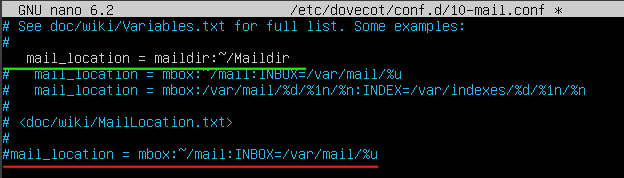 GNU nano 6.2 /etc/dovecot/conf.d/10-mail.conf *
# See doc/wiki/Variables.txt for full list. Some examples:
#
mail_location = maildir:~/Maildir
# mail_location = mbox:~/mail:INBOX=/var/mail/%u
# mail_location = mbox:/var/mail/%d/%1n/%n:INDEX=/var/indexes/%d/%1n/%n
#
# <doc/wiki/MailLocation.txt>
#
#mail_location = mbox:~/mail:INBOX=/var/mail/%u